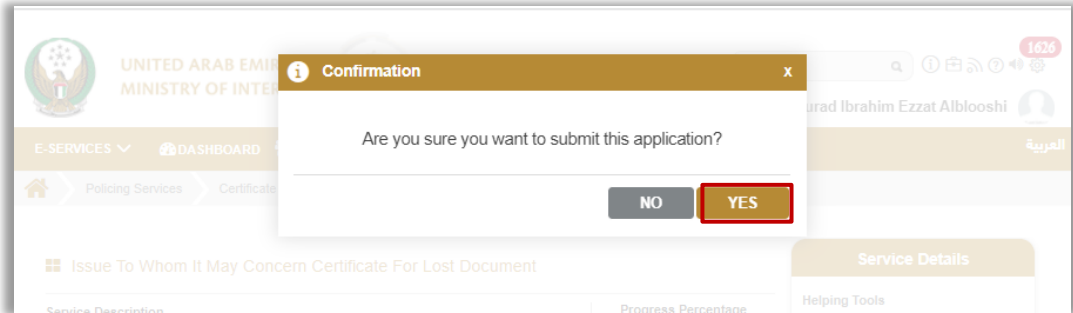 1626
UNITED ARAB EMIR
MINISTRY OF INTER
i Confirmation x
urad Ibrahim Ezzat Alblooshi
Are you sure you want to submit this application?
E-SERVICES DASHBOARD
العربية
Policing Services Certificate
NO YES
Issue To Whom It May Concern Certificate For Lost Document
Service Details
Service Description
Progress Percentage
Helping Tools